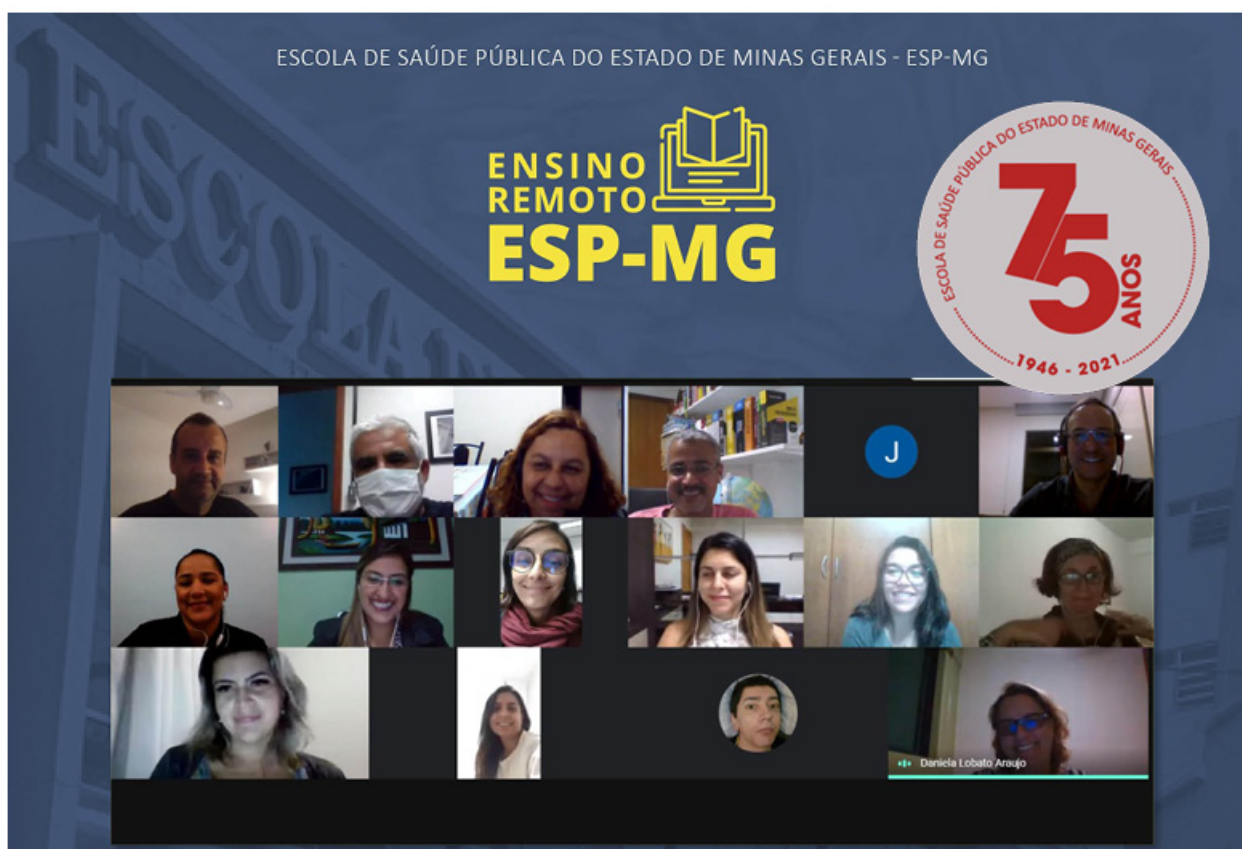 ESCOLA DE SAÚDE PÚBLICA DO ESTADO DE MINAS GERAIS - ESP-MG
ENSINO
REMOTO
ESP-MG
ESCOLA DE SAÚDE PÚBLICA DO ESTADO DE MINAS GERAIS
75
ANOS
1946 - 2021
ESCOLA
J
Daniela Lobato Araujo